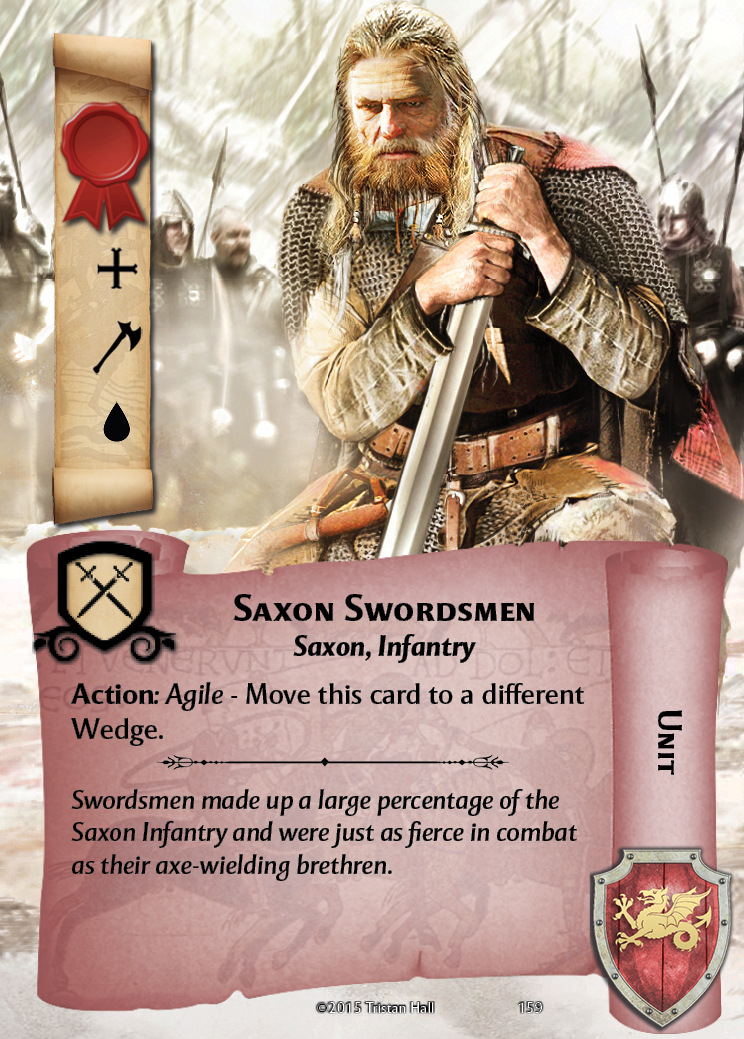 Saxon Swordsmen
Saxon, Infantry
Action: Agile - Move this card to a different
Wedge.
Swordsmen made up a large percentage of the
Saxon Infantry and were just as fierce in combat
as their axe-wielding brethren.
Unit
©2015 Tristan Hall 159